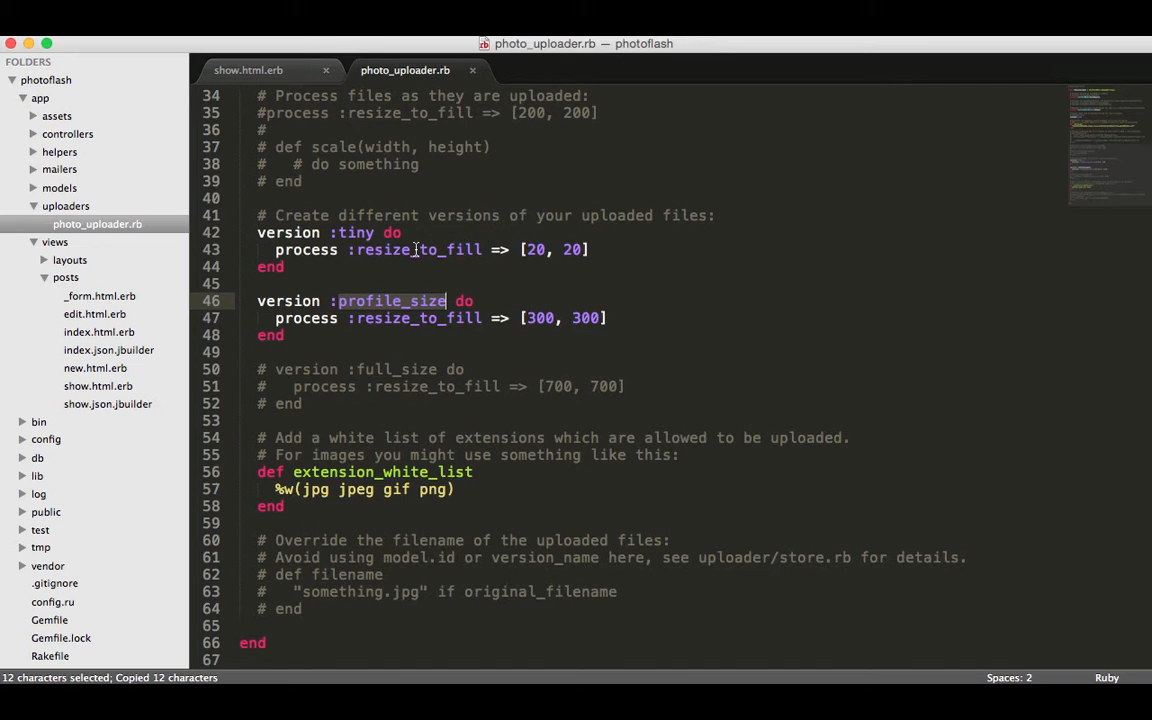 photo_uploader.rb — photoflash
FOLDERS
photoflash
app
assets
controllers
helpers
mailers
models
uploaders
photo_uploader.rb
views
layouts
posts
_form.html.erb
edit.html.erb
index.html.erb
index.json.jbuilder
new.html.erb
show.html.erb
show.json.jbuilder
bin
config
db
lib
log
public
test
tmp
vendor
.gitignore
config.ru
Gemfile
Gemfile.lock
Rakefile
show.html.erb × photo_uploader.rb ×
34 # Process files as they are uploaded:
35 #process :resize_to_fill => [200, 200]
36 #
37 # def scale(width, height)
38 #   # do something
39 # end
40
41 # Create different versions of your uploaded files:
42 version :tiny do
43   process :resize_to_fill => [20, 20]
44 end
45
46 version :profile_size do
47   process :resize_to_fill => [300, 300]
48 end
49
50 # version :full_size do
51 #   process :resize_to_fill => [700, 700]
52 # end
53
54 # Add a white list of extensions which are allowed to be uploaded.
55 # For images you might use something like this:
56 def extension_white_list
57   %w(jpg jpeg gif png)
58 end
59
60 # Override the filename of the uploaded files:
61 # Avoid using model.id or version_name here, see uploader/store.rb for details.
62 # def filename
63 #   "something.jpg" if original_filename
64 # end
65
66 end
67
12 characters selected; Copied 12 characters
Spaces: 2
Ruby